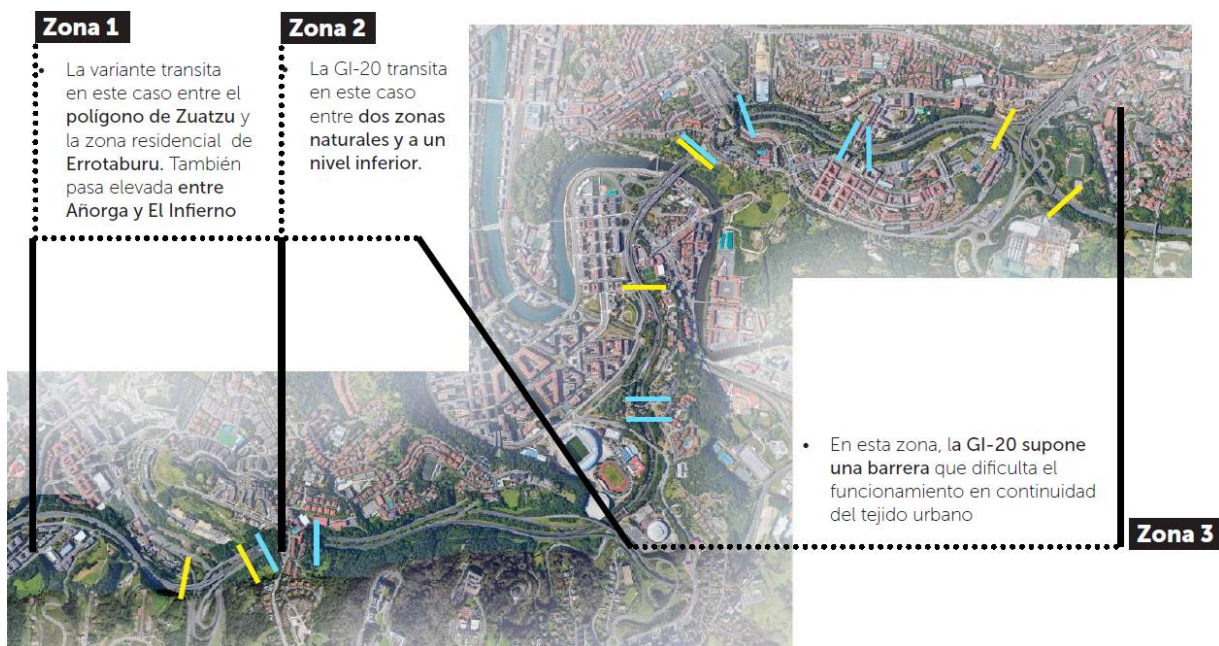 Zona 1
• La variante transita
en este caso entre el
polígono de Zuatzu y
la zona residencial de
Errotaburu. También
pasa elevada entre
Añorga y El Infierno
Zona 2
• La GI-20 transita
en este caso
entre dos zonas
naturales y a un
nivel inferior.
• En esta zona, la GI-20 supone
una barrera que dificulta el
funcionamiento en continuidad
del tejido urbano
Zona 3